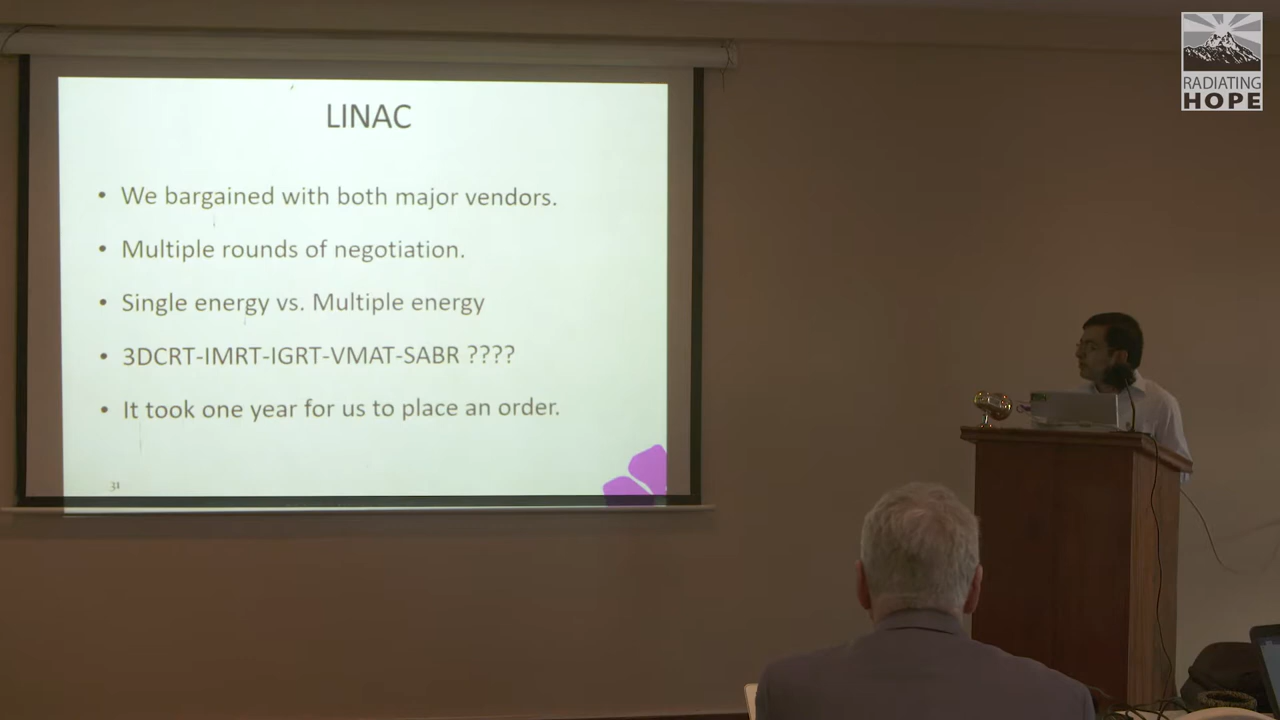 LINAC
• We bargained with both major vendors.
• Multiple rounds of negotiation.
• Single energy vs. Multiple energy
• 3DCRT-IMRT-IGRT-VMAT-SABR ????
• It took one year for us to place an order.
31
RADIATING
HOPE